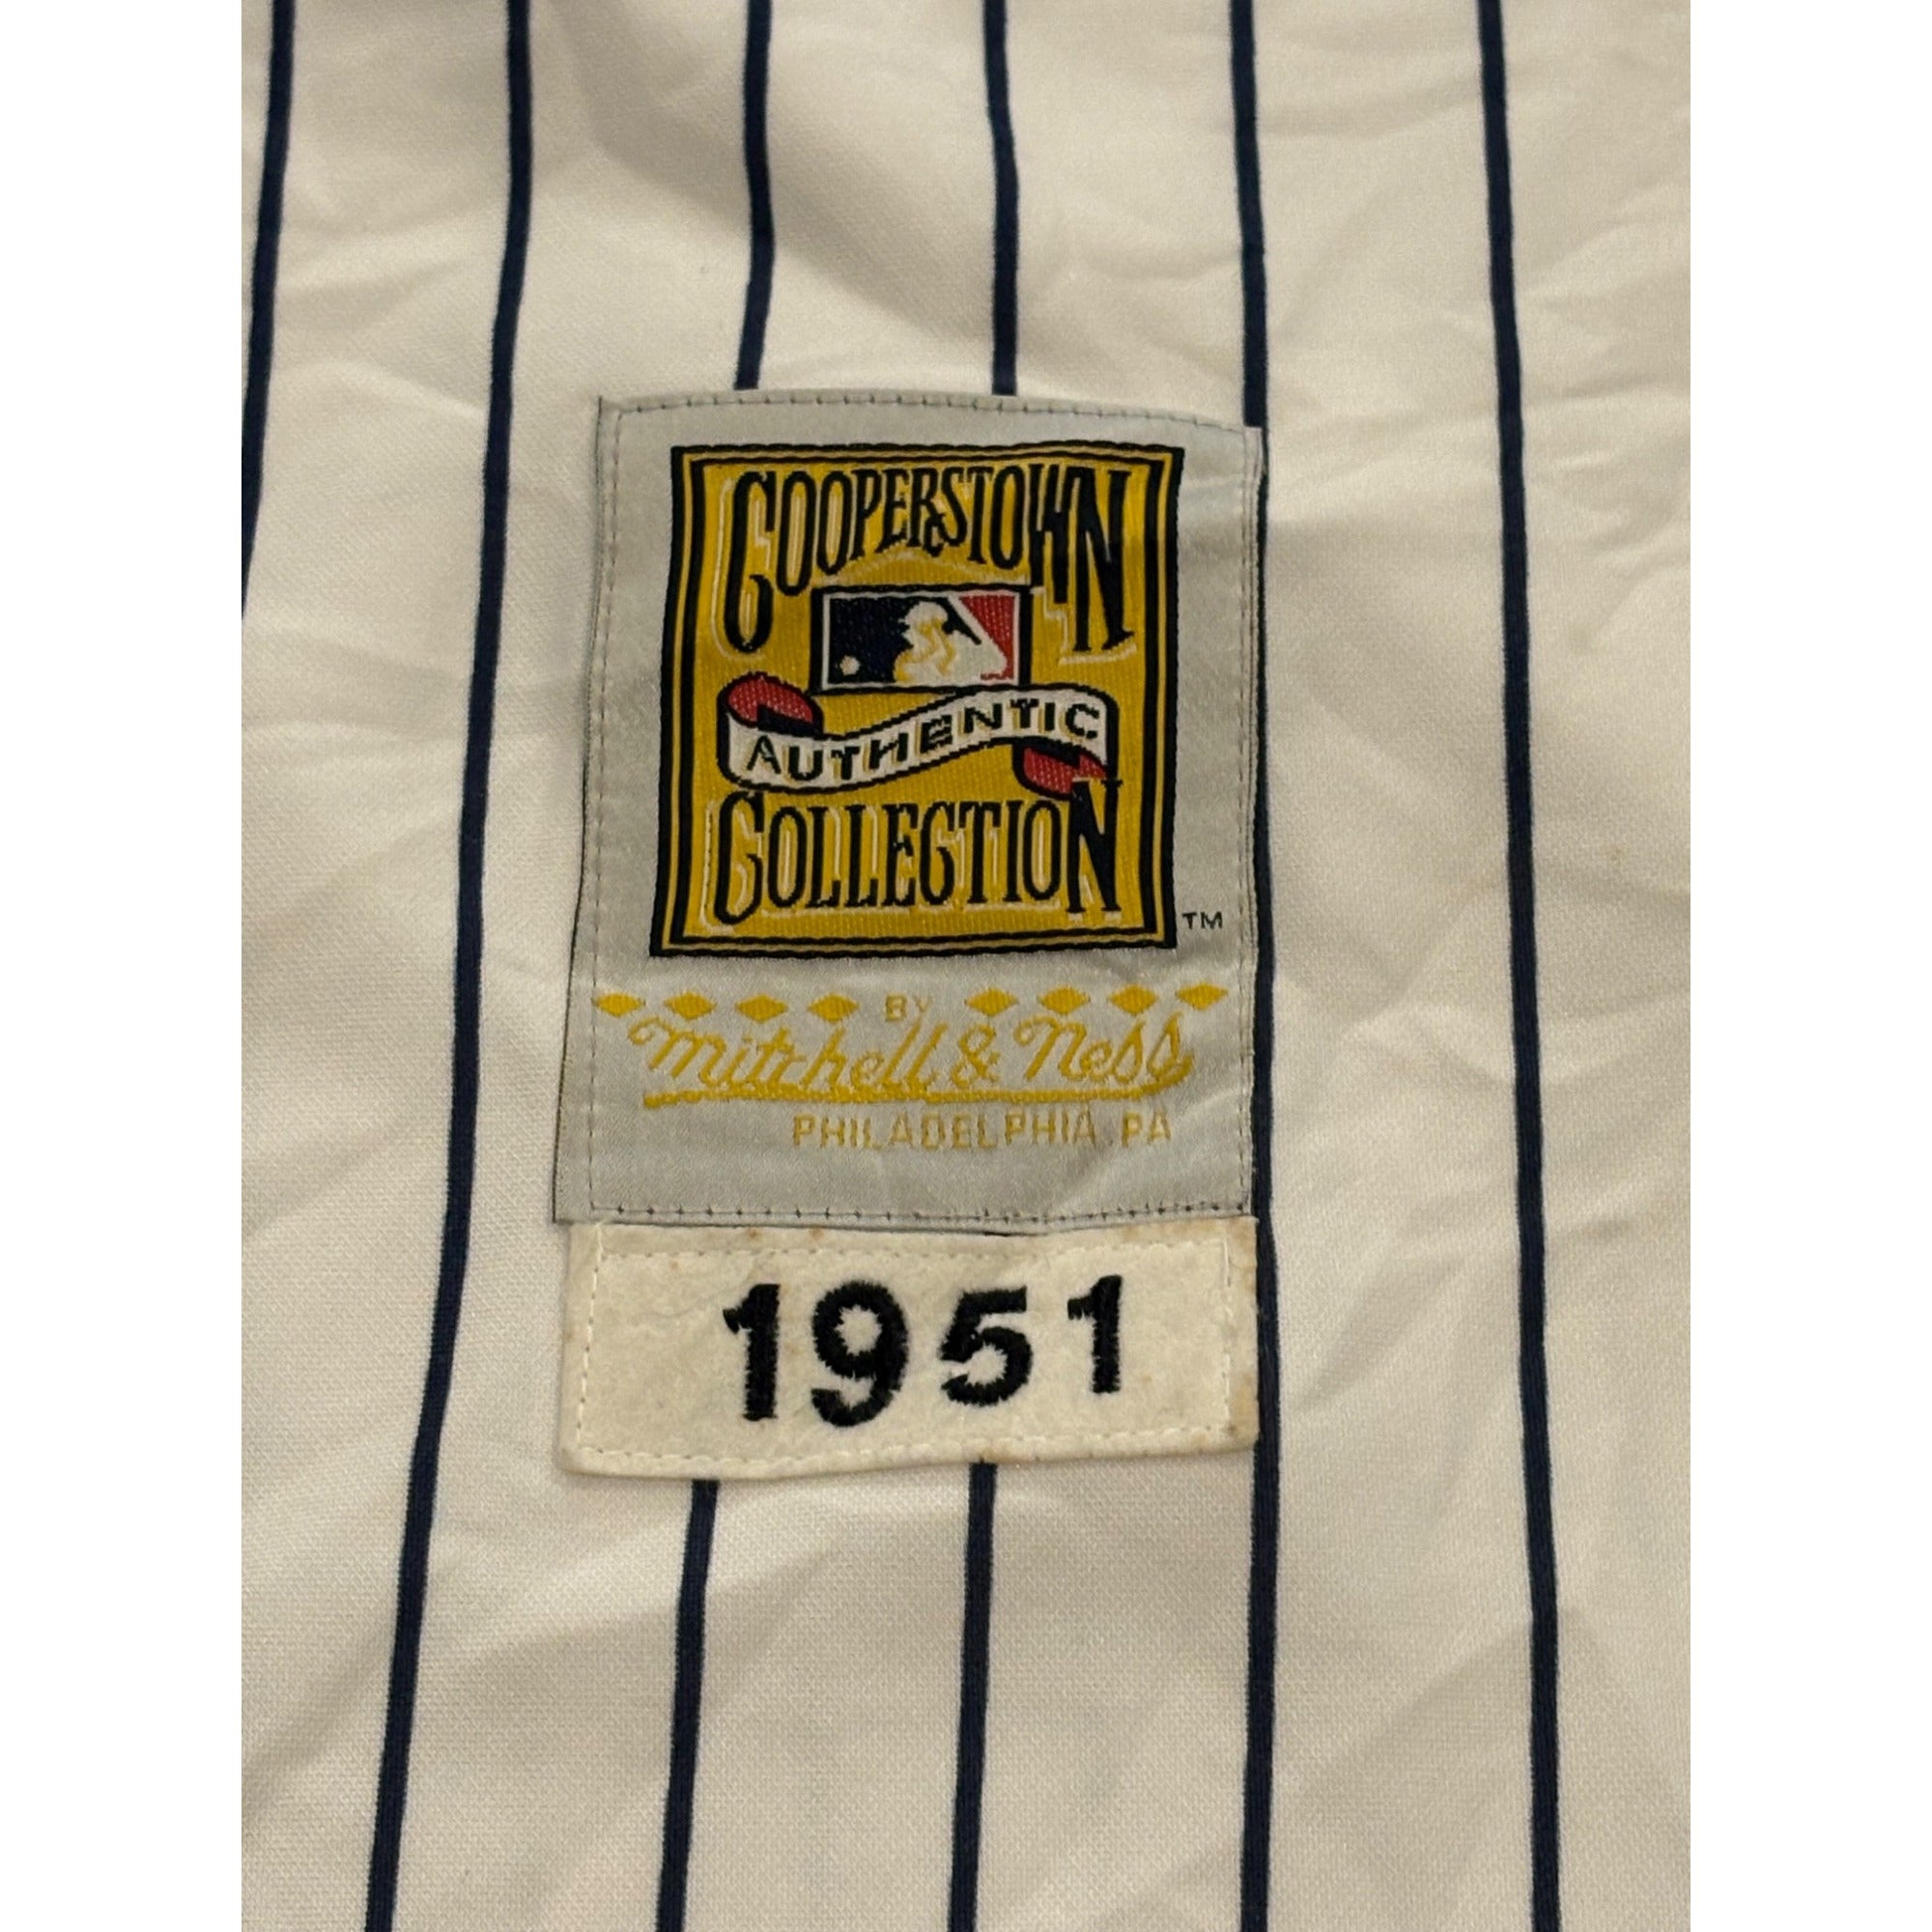 COOPERSTOWN
AUTHENTIC
COLLECTION
TM
BY
Mitchell & Ness
PHILADELPHIA, PA
1951